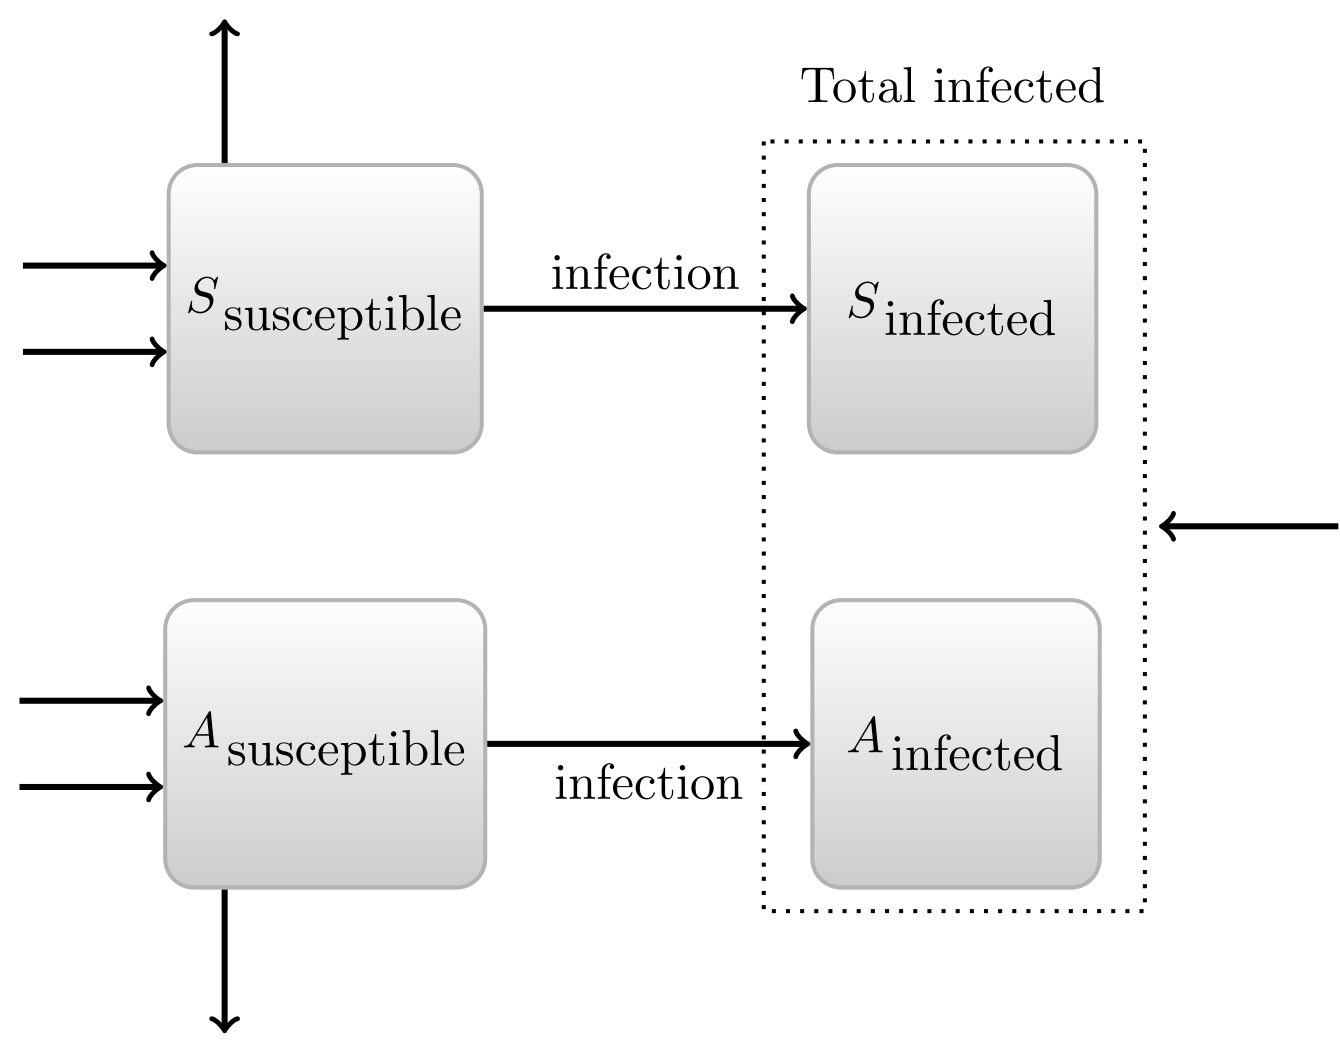 Total infected
infection
S susceptible
S infected
A susceptible
A infected
infection